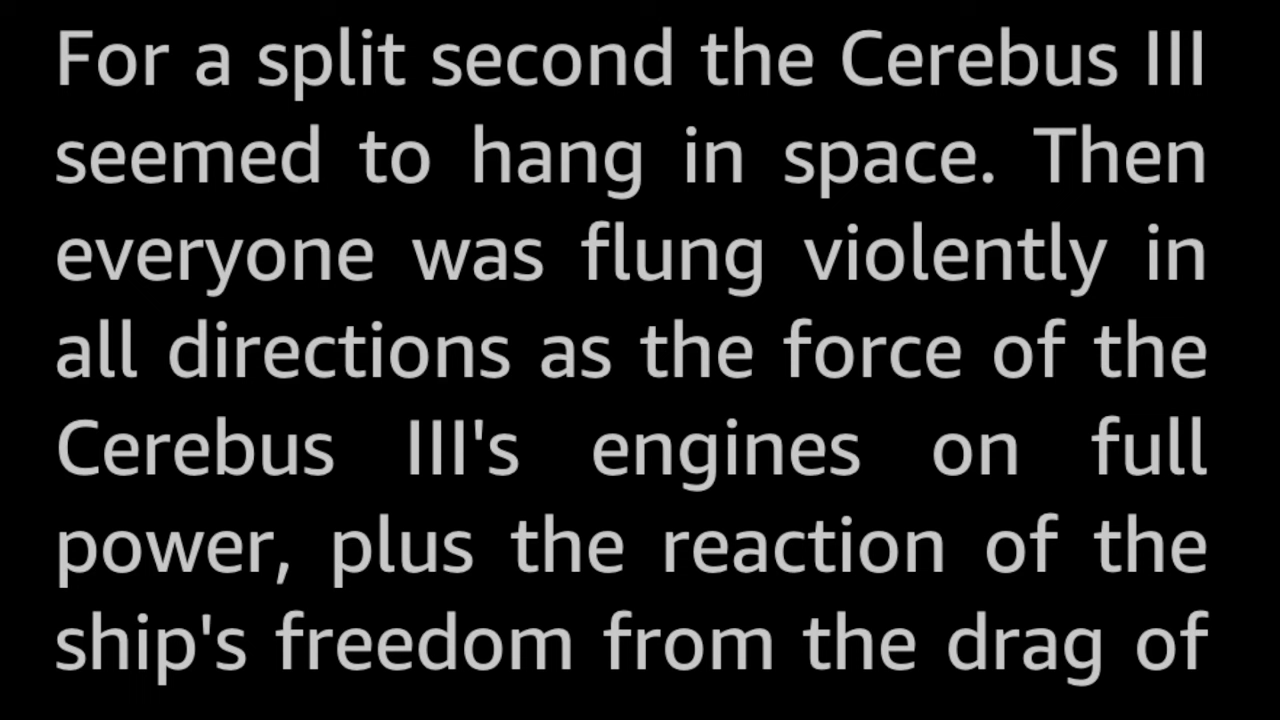 For a split second the Cerebus III
seemed to hang in space. Then
everyone was flung violently in
all directions as the force of the
Cerebus III's engines on full
power, plus the reaction of the
ship's freedom from the drag of